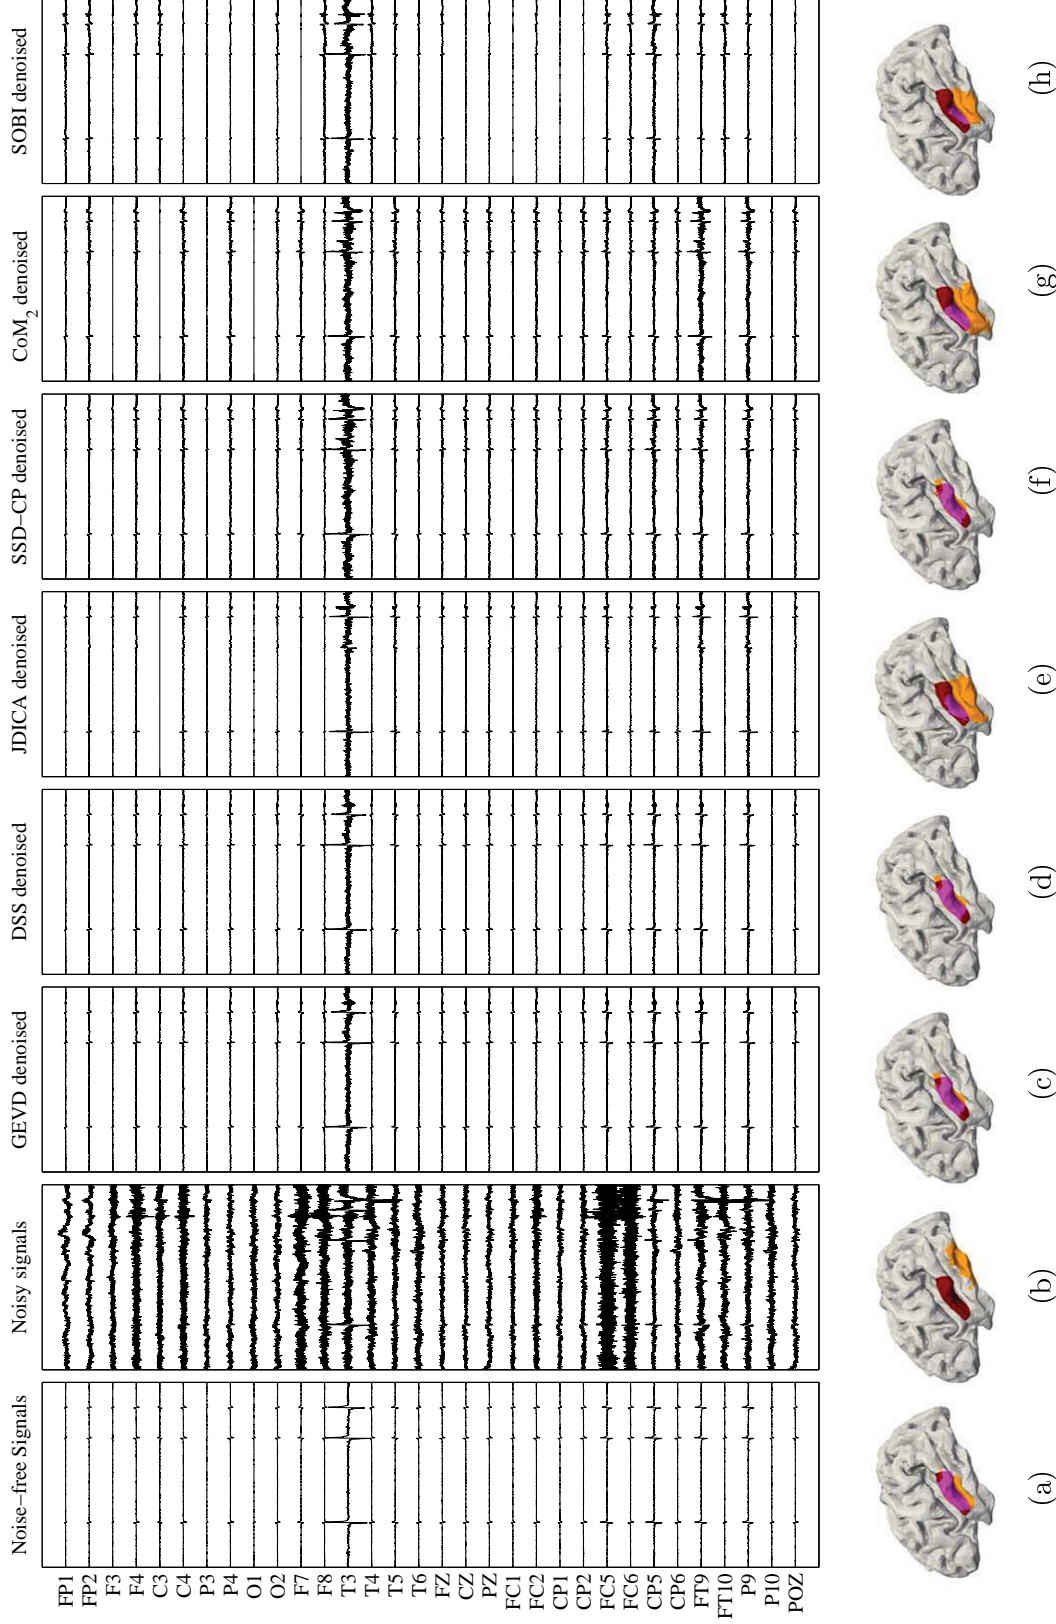 Noise-free Signals
Noisy signals
GEVD denoised
DSS denoised
JDICA denoised
SSD-CP denoised
CoM2 denoised
SOBI denoised
FP1
FP2
F3
F4
C3
C4
P3
P4
O1
O2
F7
F8
T3
T4
T5
T6
FZ
CZ
PZ
FC1
FC2
CP1
CP2
FC5
FC6
CP5
CP6
FT9
FT10
P9
P10
POZ
(a)
(b)
(c)
(d)
(e)
(f)
(g)
(h)